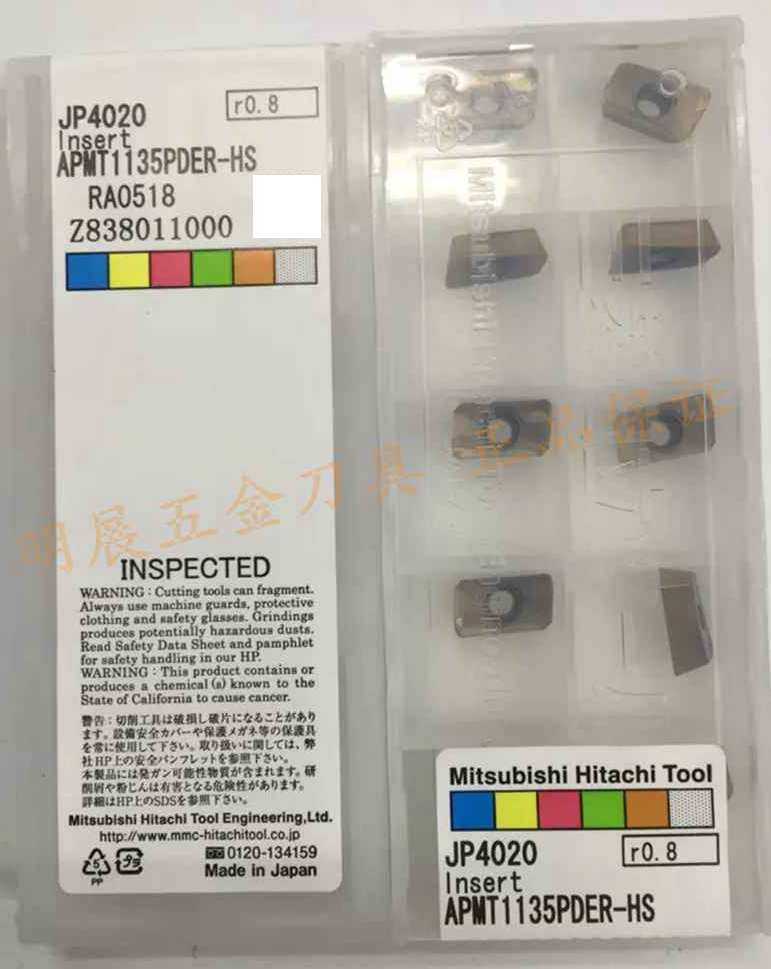 JP4020
r0.8
Insert
APMT1135PDER-HS
RA0518
Z838011000
INSPECTED
WARNING : Cutting tools can fragment.
Always use machine guards, protective
clothing and safety glasses. Grindings
produces potentially hazardous dusts.
Read Safety Data Sheet and pamphlet
for safety handling in our HP.
WARNING : This product contains or
produces a chemical (s) known to the
State of California to cause cancer.
警告 : 切削工具は破損し破片になることがあり
ます。設備安全カバーや保護メガネ等の保護具
を常に使用して下さい。取り扱いに関しては、弊
社HP上の安全パンフレットを参照下さい。
本製品には発ガン可能性物質が含まれます。研
削屑や粉じんは有害となる危険性があります。
詳細はHP上のSDSを参照下さい。
Mitsubishi Hitachi Tool Engineering,Ltd.
http://www.mmc-hitachitool.co.jp
5
PP
プラ
0120-134159
Made in Japan
明展五金刀具 正品保证
Mitsubishi
Mitsubishi Hitachi Tool
JP4020
r0.8
Insert
APMT1135PDER-HS